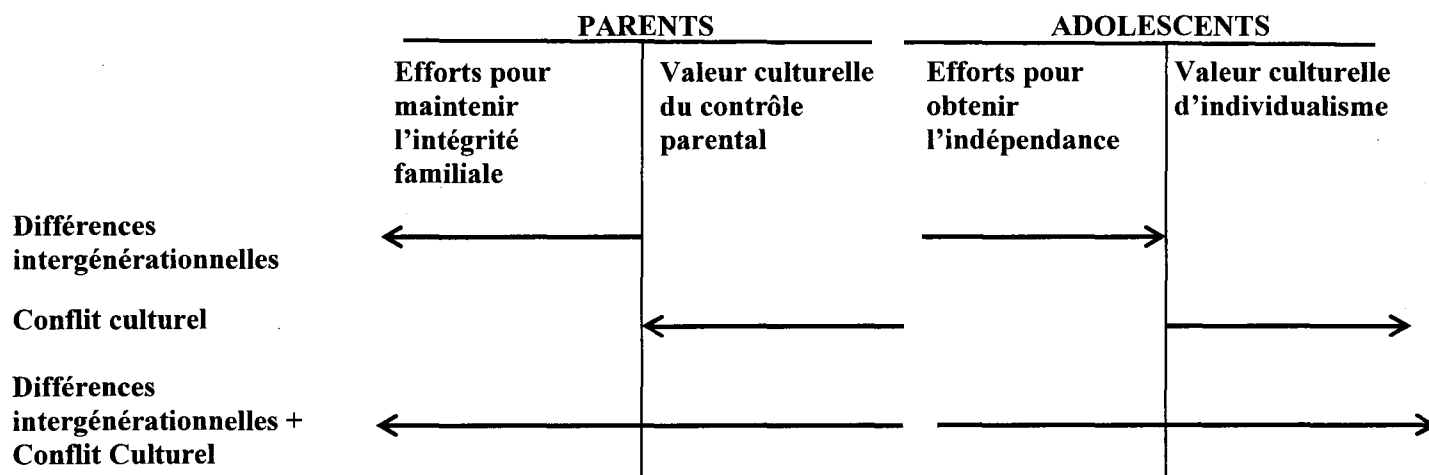 PARENTS
ADOLESCENTS
Efforts pour
maintenir
l'intégrité
familiale
Valeur culturelle
du contrôle
parental
Efforts pour
obtenir
l'indépendance
Valeur culturelle
d'individualisme
Différences
intergénérationnelles
Conflit culturel
Différences
intergénérationnelles +
Conflit Culturel